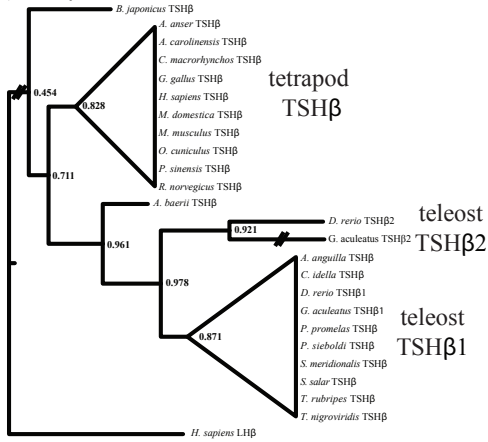 B. japonicus TSHβ
A. anser TSHβ
A. carolinensis TSHβ
C. macrorhynchos TSHβ
G. gallus TSHβ
H. sapiens TSHβ
M. domestica TSHβ
M. musculus TSHβ
O. cuniculus TSHβ
P. sinensis TSHβ
R. norvegicus TSHβ
tetrapod
TSHβ
0.454
0.828
0.711
A. baerii TSHβ
0.961
D. rerio TSHβ2
G. aculeatus TSHβ2
0.921
teleost
TSHβ2
0.978
A. anguilla TSHβ
C. idella TSHβ
D. rerio TSHβ1
G. aculeatus TSHβ1
P. promelas TSHβ
P. sieboldi TSHβ
S. meridionalis TSHβ
S. salar TSHβ
T. rubripes TSHβ
T. nigroviridis TSHβ
0.871
teleost
TSHβ1
H. sapiens LHβ